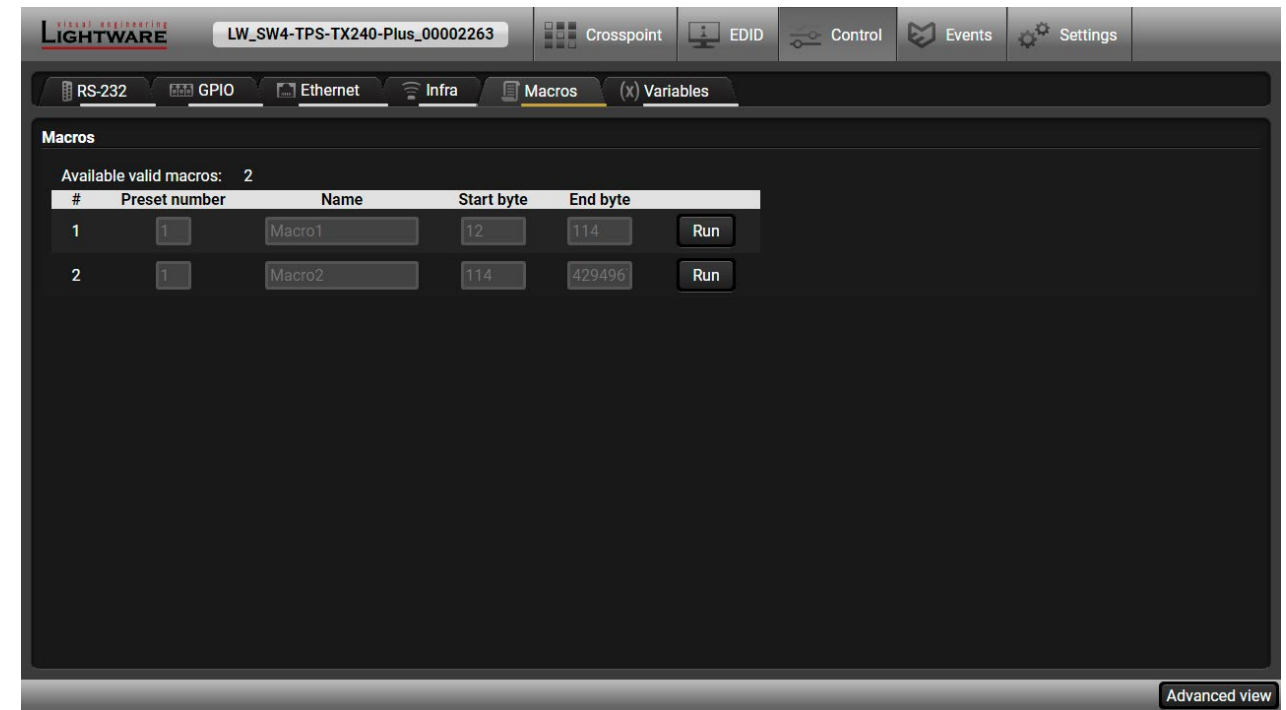 visual engineering
LIGHTWARE
LW_SW4-TPS-TX240-Plus_00002263
Crosspoint
EDID
Control
Events
Settings
RS-232
GPIO
Ethernet
Infra
Macros
(x) Variables
Macros
Available valid macros: 2
# Preset number Name Start byte End byte
1 1 Macro1 12 114 Run
2 1 Macro2 114 429496 Run
Advanced view